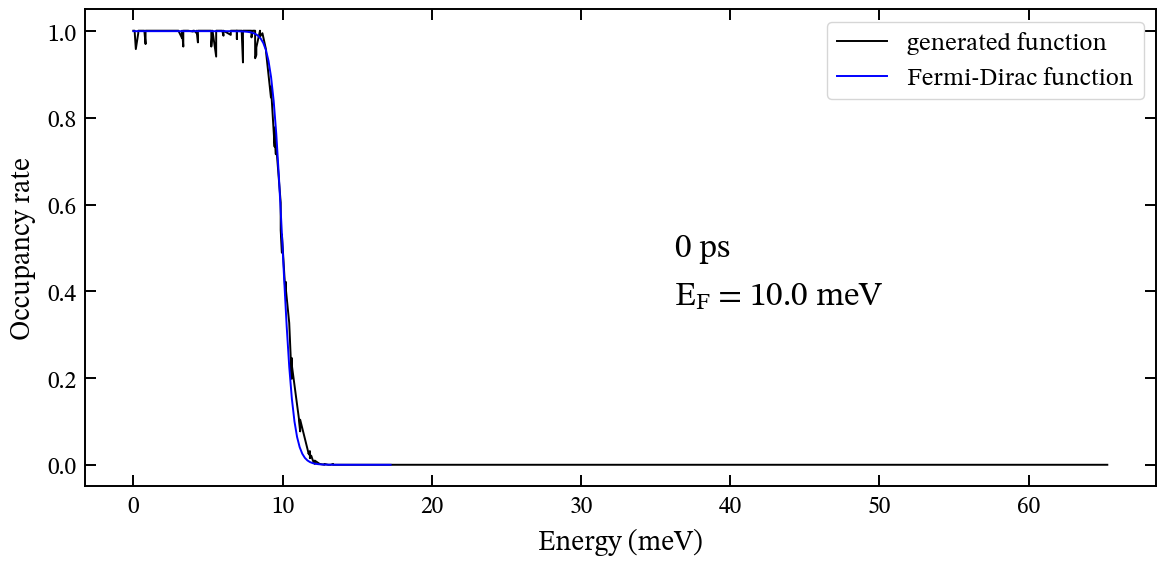 1.0
0.8
0.6
0.4
0.2
0.0
Occupancy rate
generated function
Fermi-Dirac function
0 ps
E_F = 10.0 meV
0 10 20 30 40 50 60
Energy (meV)